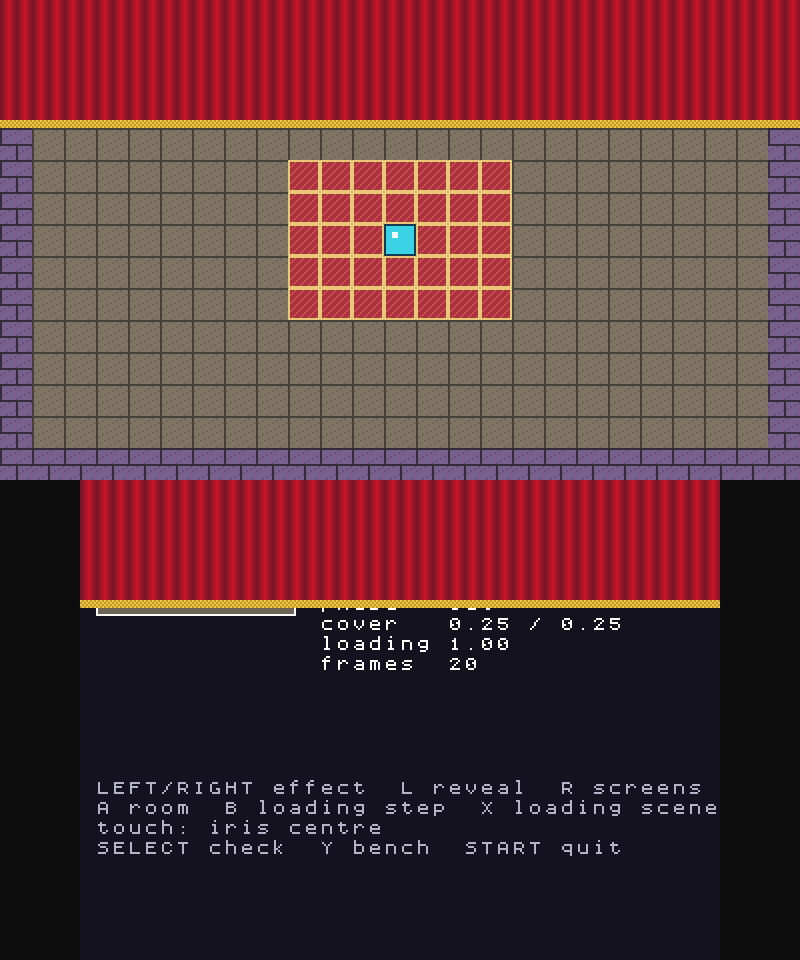 cover 0.25 / 0.25
loading 1.00
frames 20
LEFT/RIGHT effect L reveal R screens
A room B loading step X loading scene
touch: iris centre
SELECT check Y bench START quit